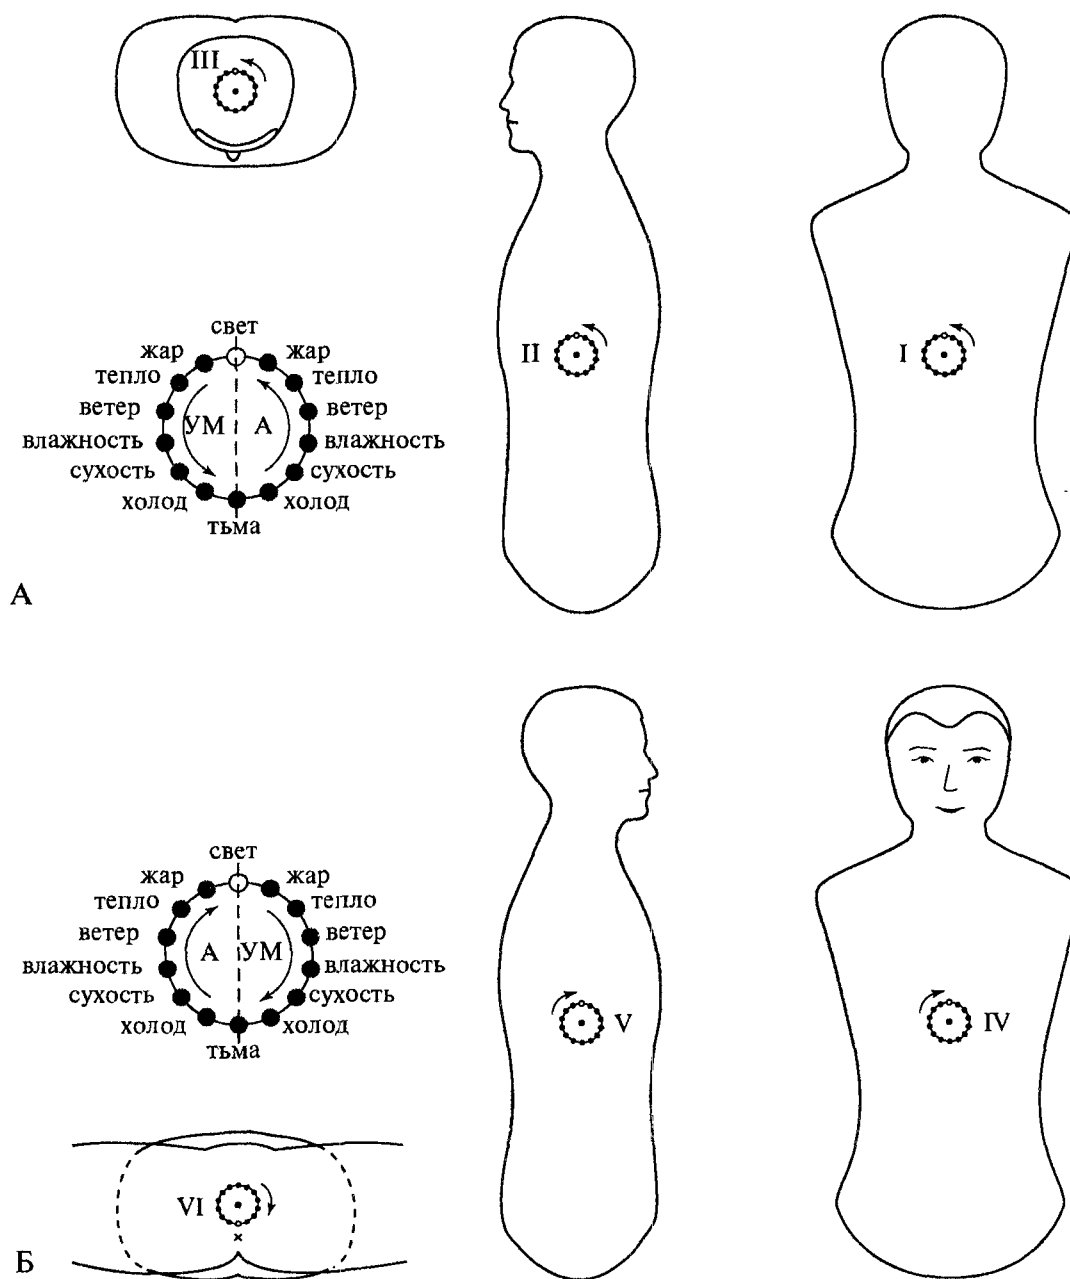 III
II
I
свет
жар жар
тепло тепло
ветер УМ А ветер
влажность влажность
сухость сухость
холод холод
тьма
А
свет
жар жар
тепло тепло
ветер А УМ ветер
влажность влажность
сухость сухость
холод холод
тьма
V
IV
VI
×
Б